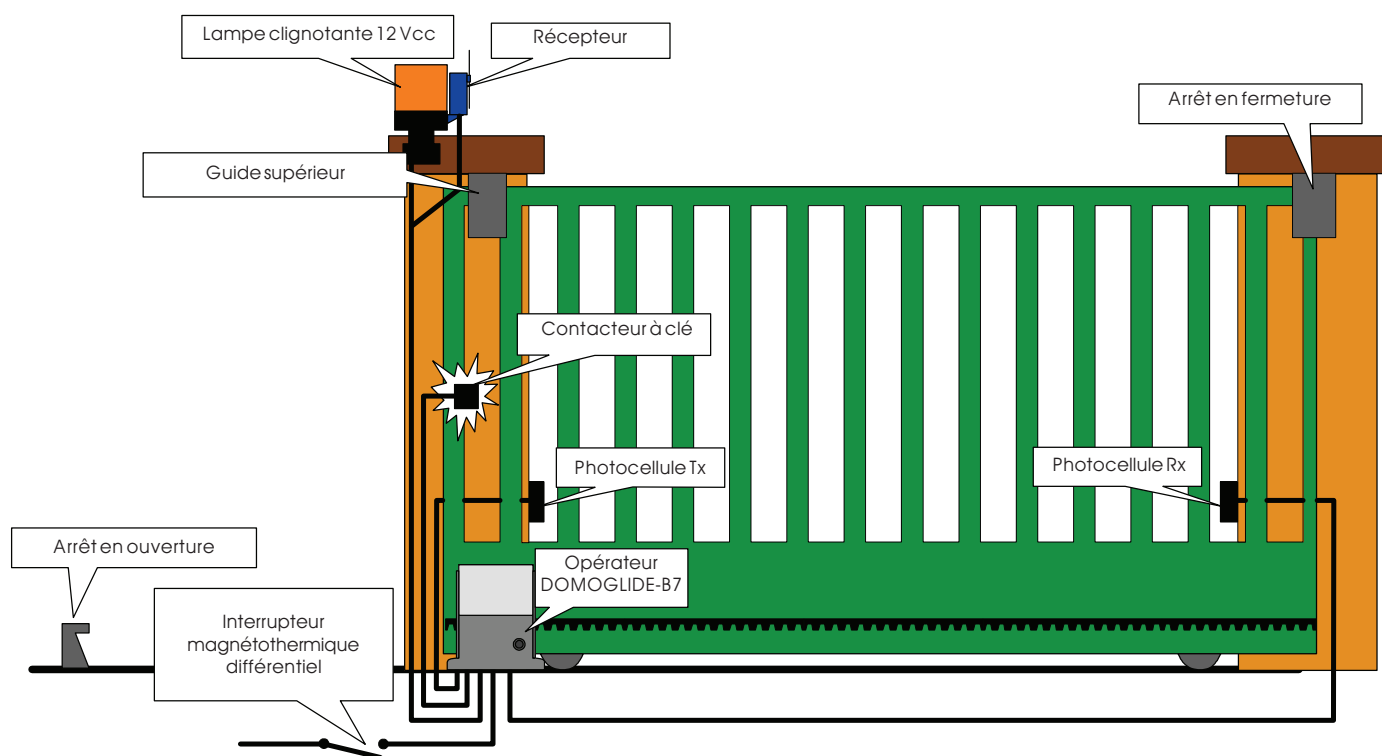 Lampe clignotante 12 Vcc
Récepteur
Arrêt en fermeture
Guide supérieur
Contacteur à clé
Photocellule Tx
Photocellule Rx
Arrêt en ouverture
Opérateur
DOMOGLIDE-B7
Interrupteur
magnétothermique
différentiel